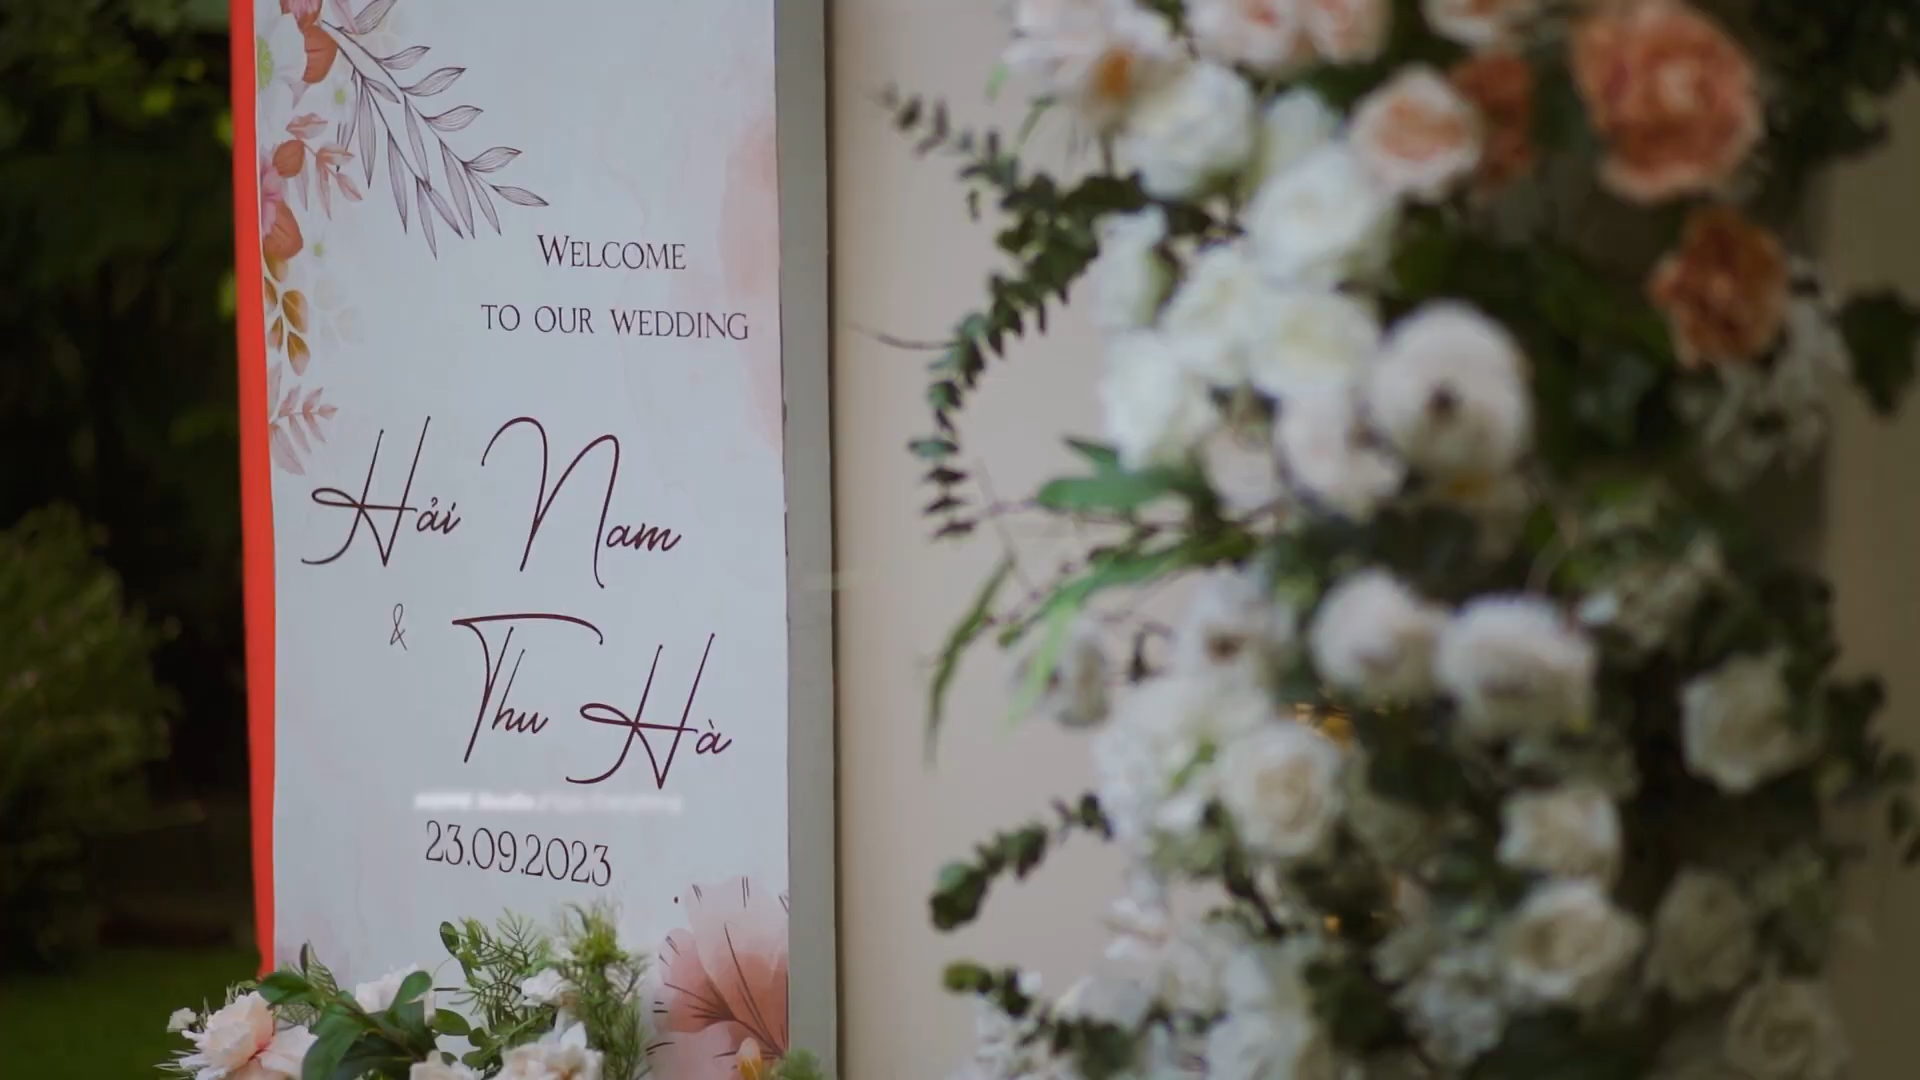 WELCOME
TO OUR WEDDING
Hải Nam
&
Thu Hà
23.09.2023